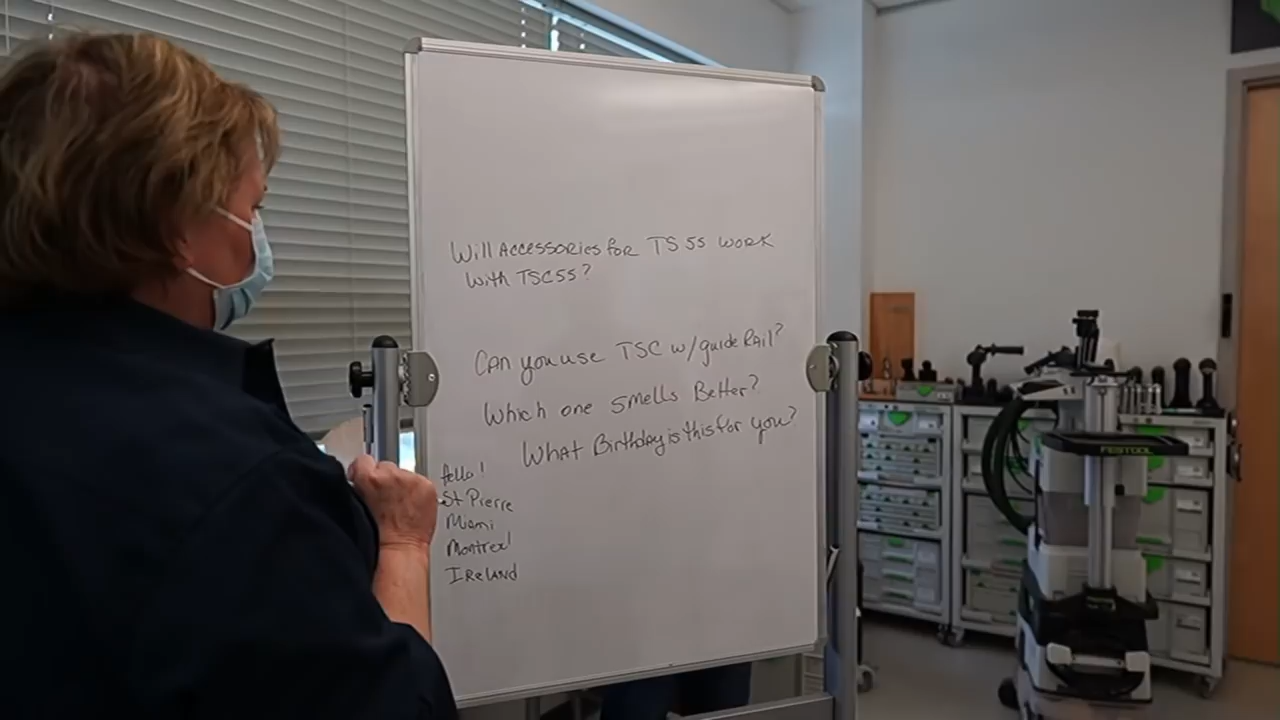 Will Accessories for TS 55 work
with TSC55?
Can you use TSC w/guide Rail?
Which one smells Better?
What Birthday is this for you?
Hello!
St Pierre
Miami
Montreal
IReland
FESTOOL